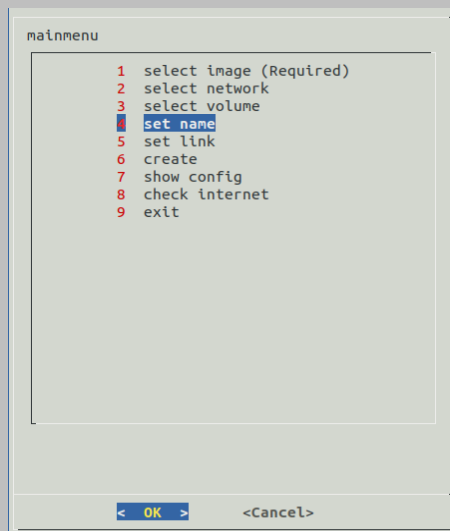 mainmenu
1 select image (Required)
2 select network
3 select volume
4 set name
5 set link
6 create
7 show config
8 check internet
9 exit
< OK > <Cancel>